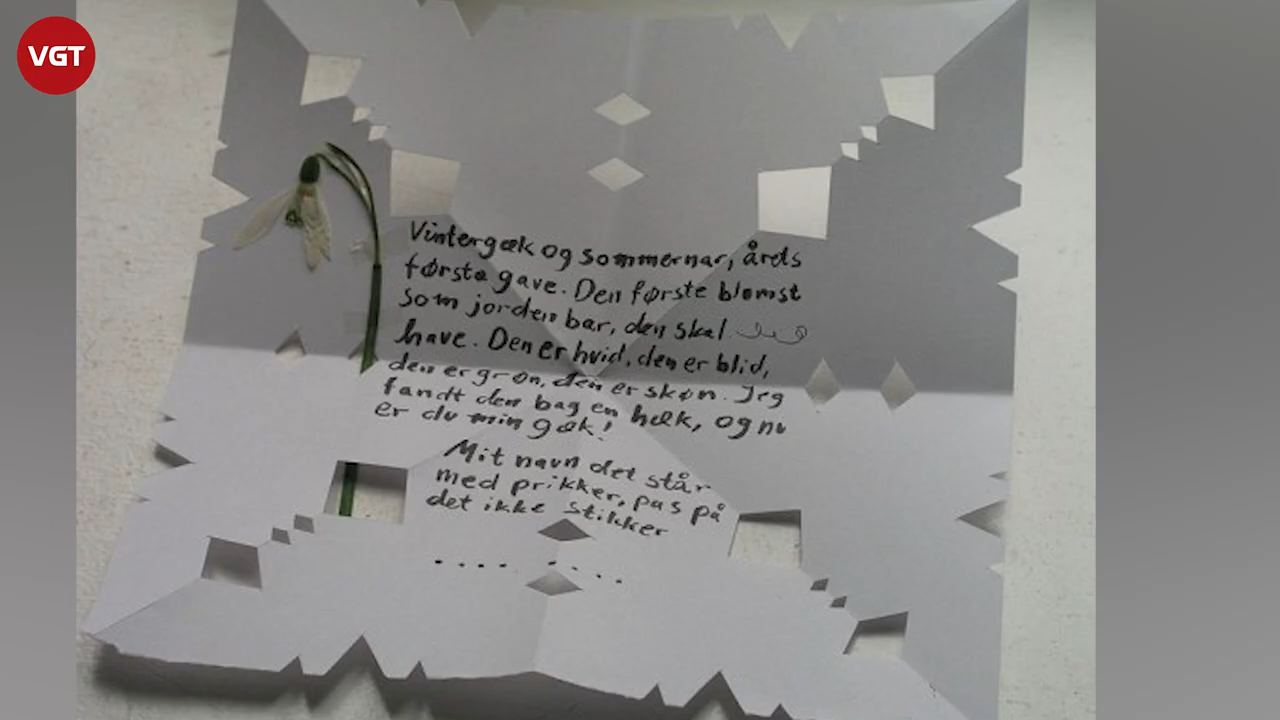 VGT
Vintergæk og sommernar, årets
første gave. Den første blomst
som jorden bar, den skal
have. Den er hvid, den er blid,
den er grøn, den er skøn. Jeg
fandt den bag en hæk, og nu
er du min gæk!
Mit navn det står
med prikker, pas på
det ikke stikker
.... ....